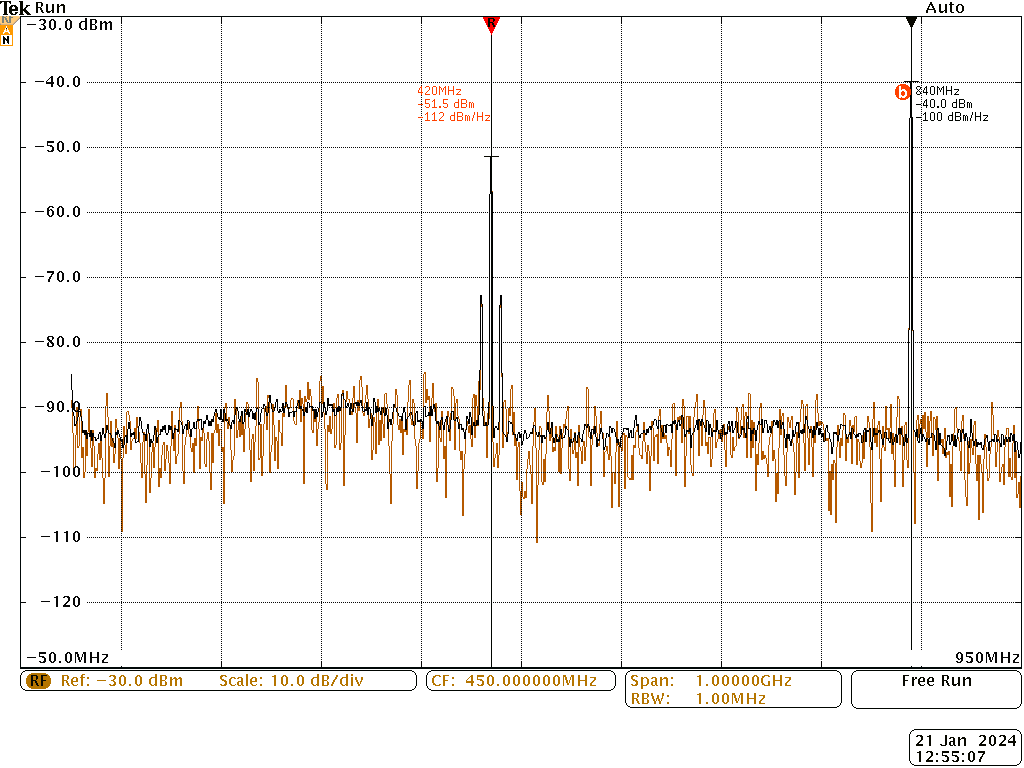 Tek Run Auto
N
A
N
−30.0 dBm
R
−40.0
420MHz
−51.5 dBm
−112 dBm/Hz
b
840MHz
−40.0 dBm
−100 dBm/Hz
−50.0
−60.0
−70.0
−80.0
−90.0
−100
−110
−120
−50.0MHz 950MHz
RF Ref: −30.0 dBm Scale: 10.0 dB/div
CF: 450.000000MHz
Span: 1.00000GHz
RBW: 1.00MHz
Free Run
21 Jan 2024
12:55:07